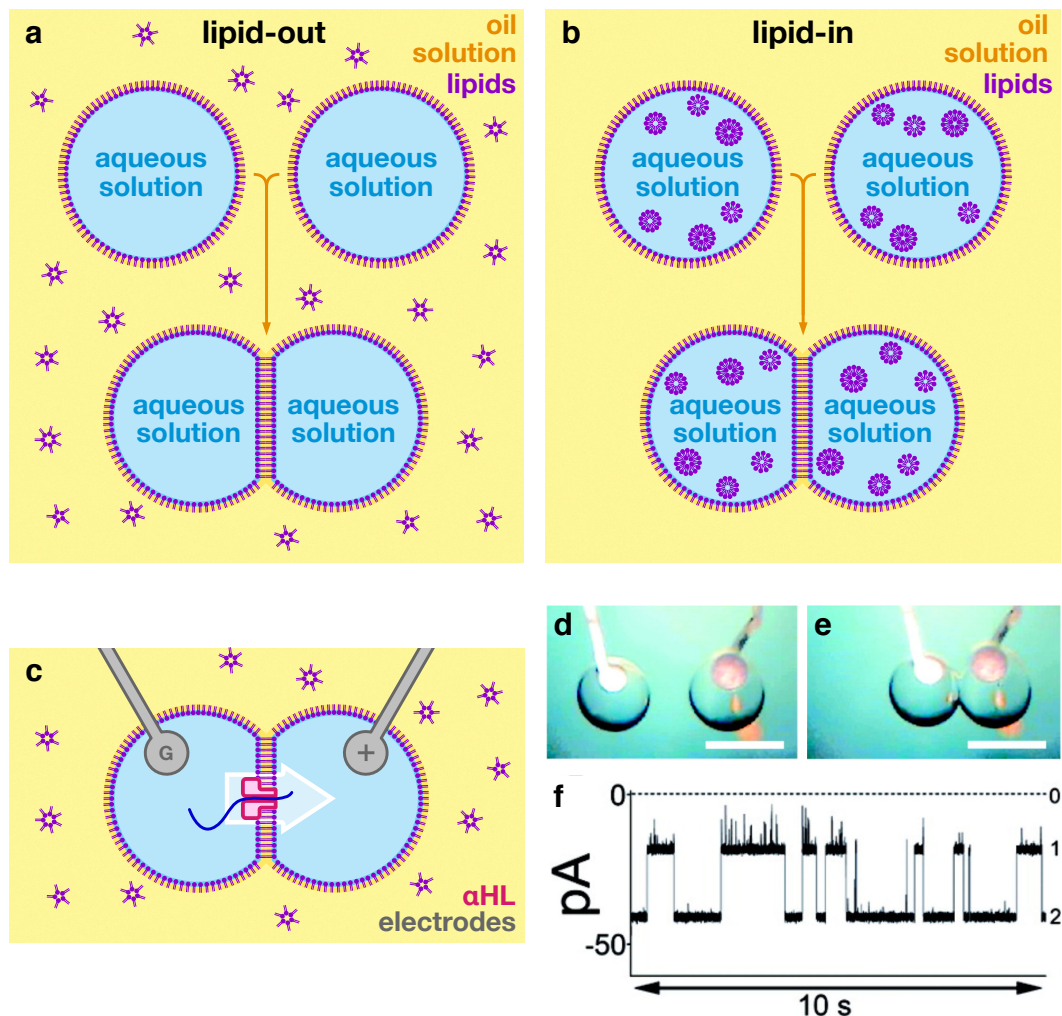 a
lipid-out
oil
solution
lipids
aqueous
solution
aqueous
solution
aqueous
solution
aqueous
solution
b
lipid-in
oil
solution
lipids
aqueous
solution
aqueous
solution
aqueous
solution
aqueous
solution
c
G
+
αHL
electrodes
d
e
f
0
-50
pA
0
1
2
10 s